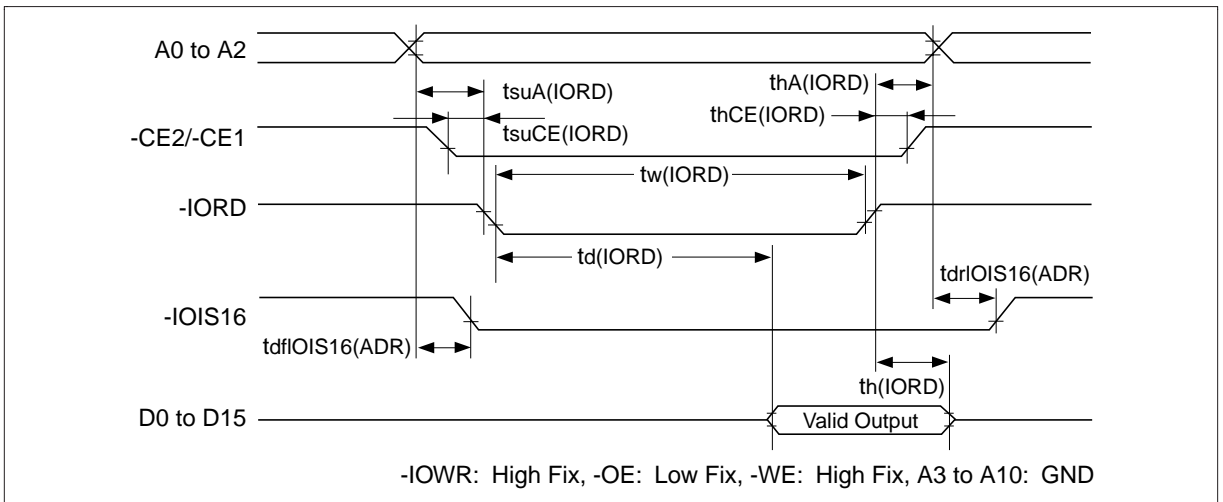 A0 to A2
tsuA(IORD)
thA(IORD)
-CE2/-CE1
tsuCE(IORD)
thCE(IORD)
tw(IORD)
-IORD
td(IORD)
tdrIOIS16(ADR)
-IOIS16
tdfIOIS16(ADR)
th(IORD)
D0 to D15
Valid Output
-IOWR: High Fix, -OE: Low Fix, -WE: High Fix, A3 to A10: GND